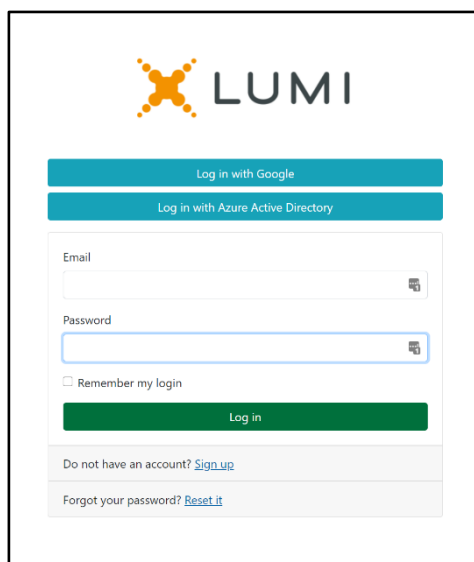 LUMI
Log in with Google
Log in with Azure Active Directory
Email
Password
Remember my login
Log in
Do not have an account? Sign up
Forgot your password? Reset it